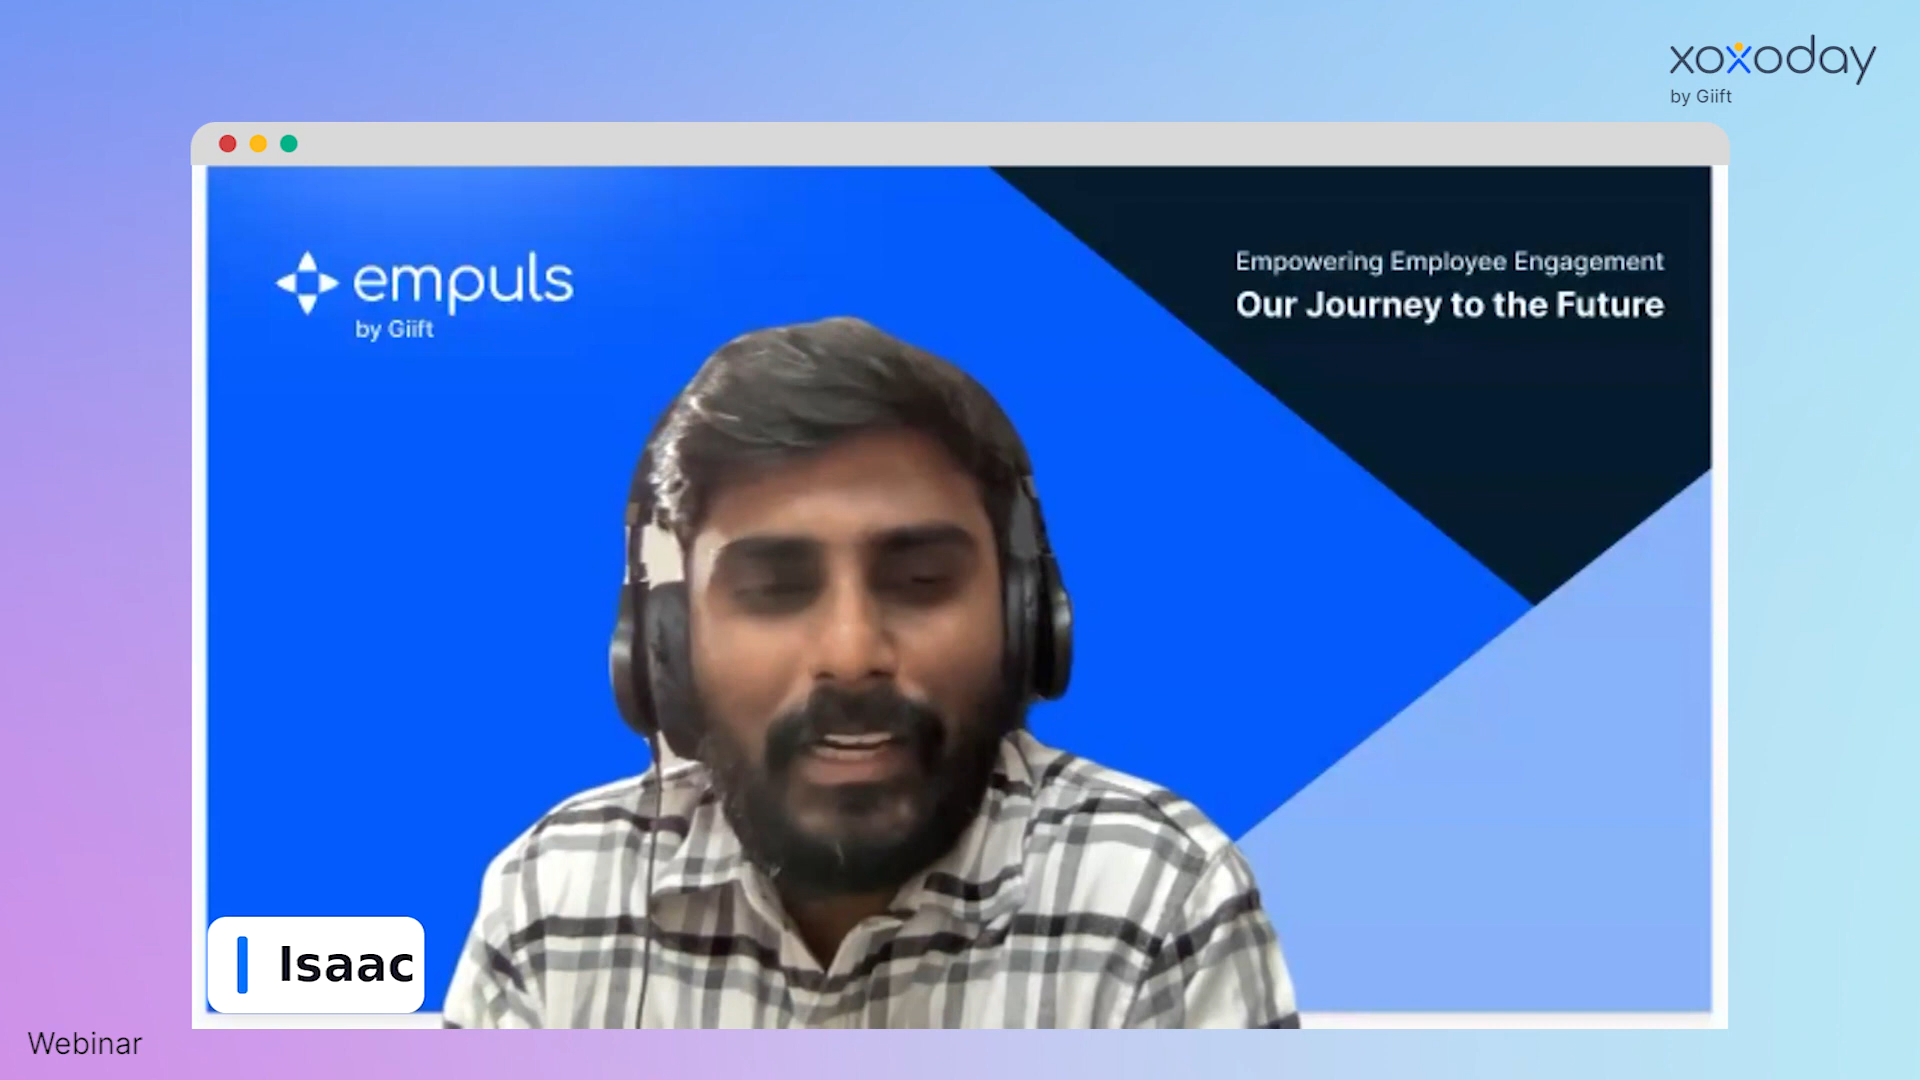 xoxoday
by Giift
empuls
by Giift
Empowering Employee Engagement
Our Journey to the Future
Isaac
Webinar